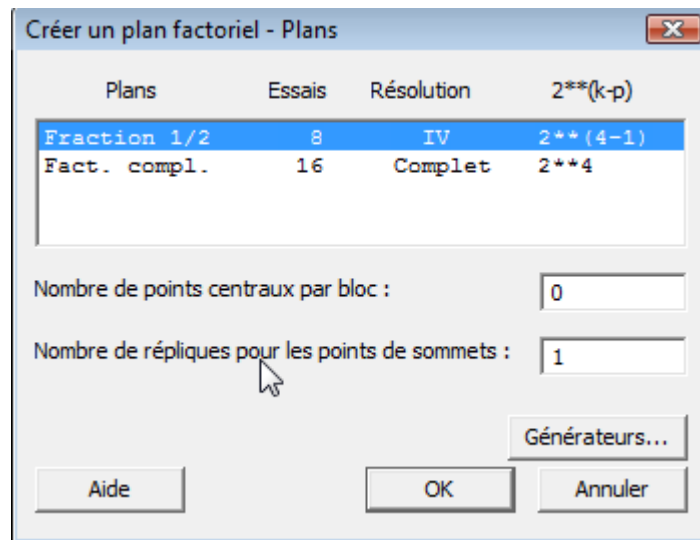 Créer un plan factoriel - Plans
Plans Essais Résolution 2**(k-p)
Fraction 1/2 8 IV 2**(4-1)
Fact. compl. 16 Complet 2**4
Nombre de points centraux par bloc : 0
Nombre de répliques pour les points de sommets : 1
Générateurs...
Aide OK Annuler